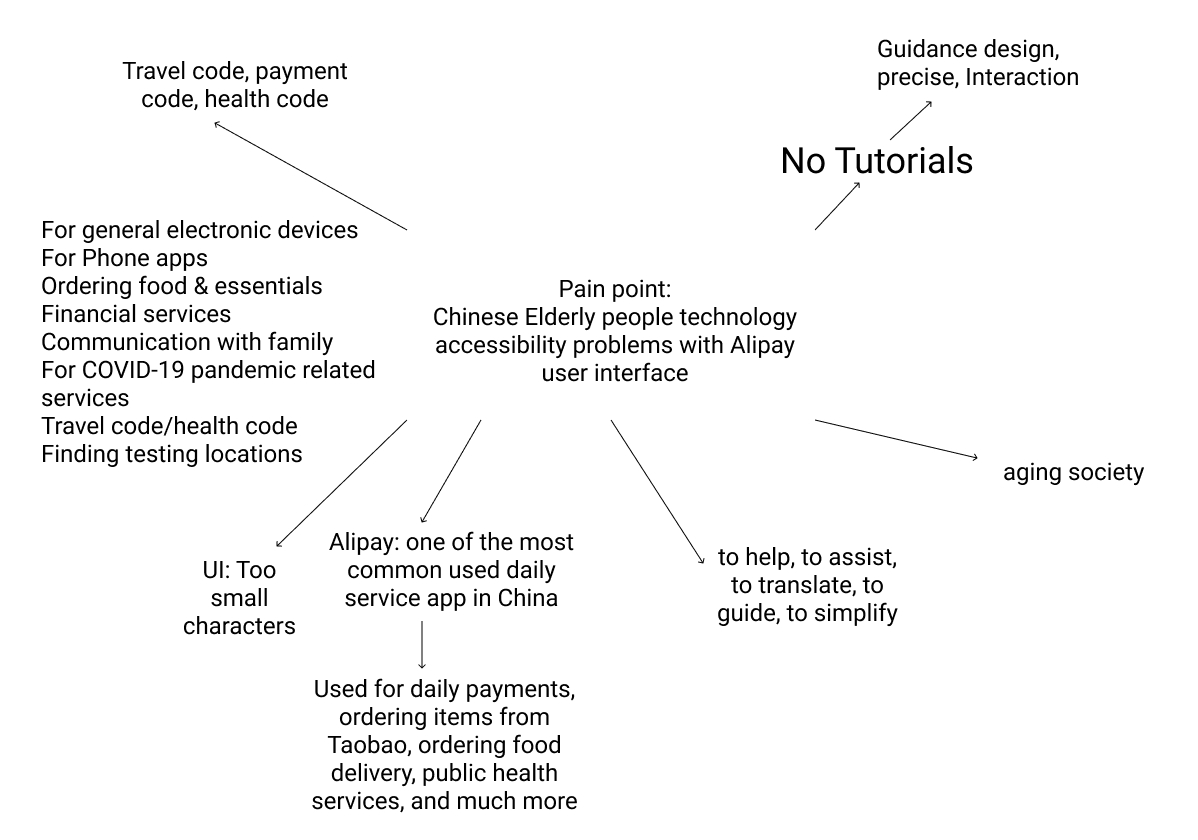 Travel code, payment
code, health code
Guidance design,
precise, Interaction
No Tutorials
For general electronic devices
For Phone apps
Ordering food & essentials
Financial services
Communication with family
For COVID-19 pandemic related
services
Travel code/health code
Finding testing locations
Pain point:
Chinese Elderly people technology
accessibility problems with Alipay
user interface
aging society
UI: Too
small
characters
Alipay: one of the most
common used daily
service app in China
to help, to assist,
to translate, to
guide, to simplify
Used for daily payments,
ordering items from
Taobao, ordering food
delivery, public health
services, and much more